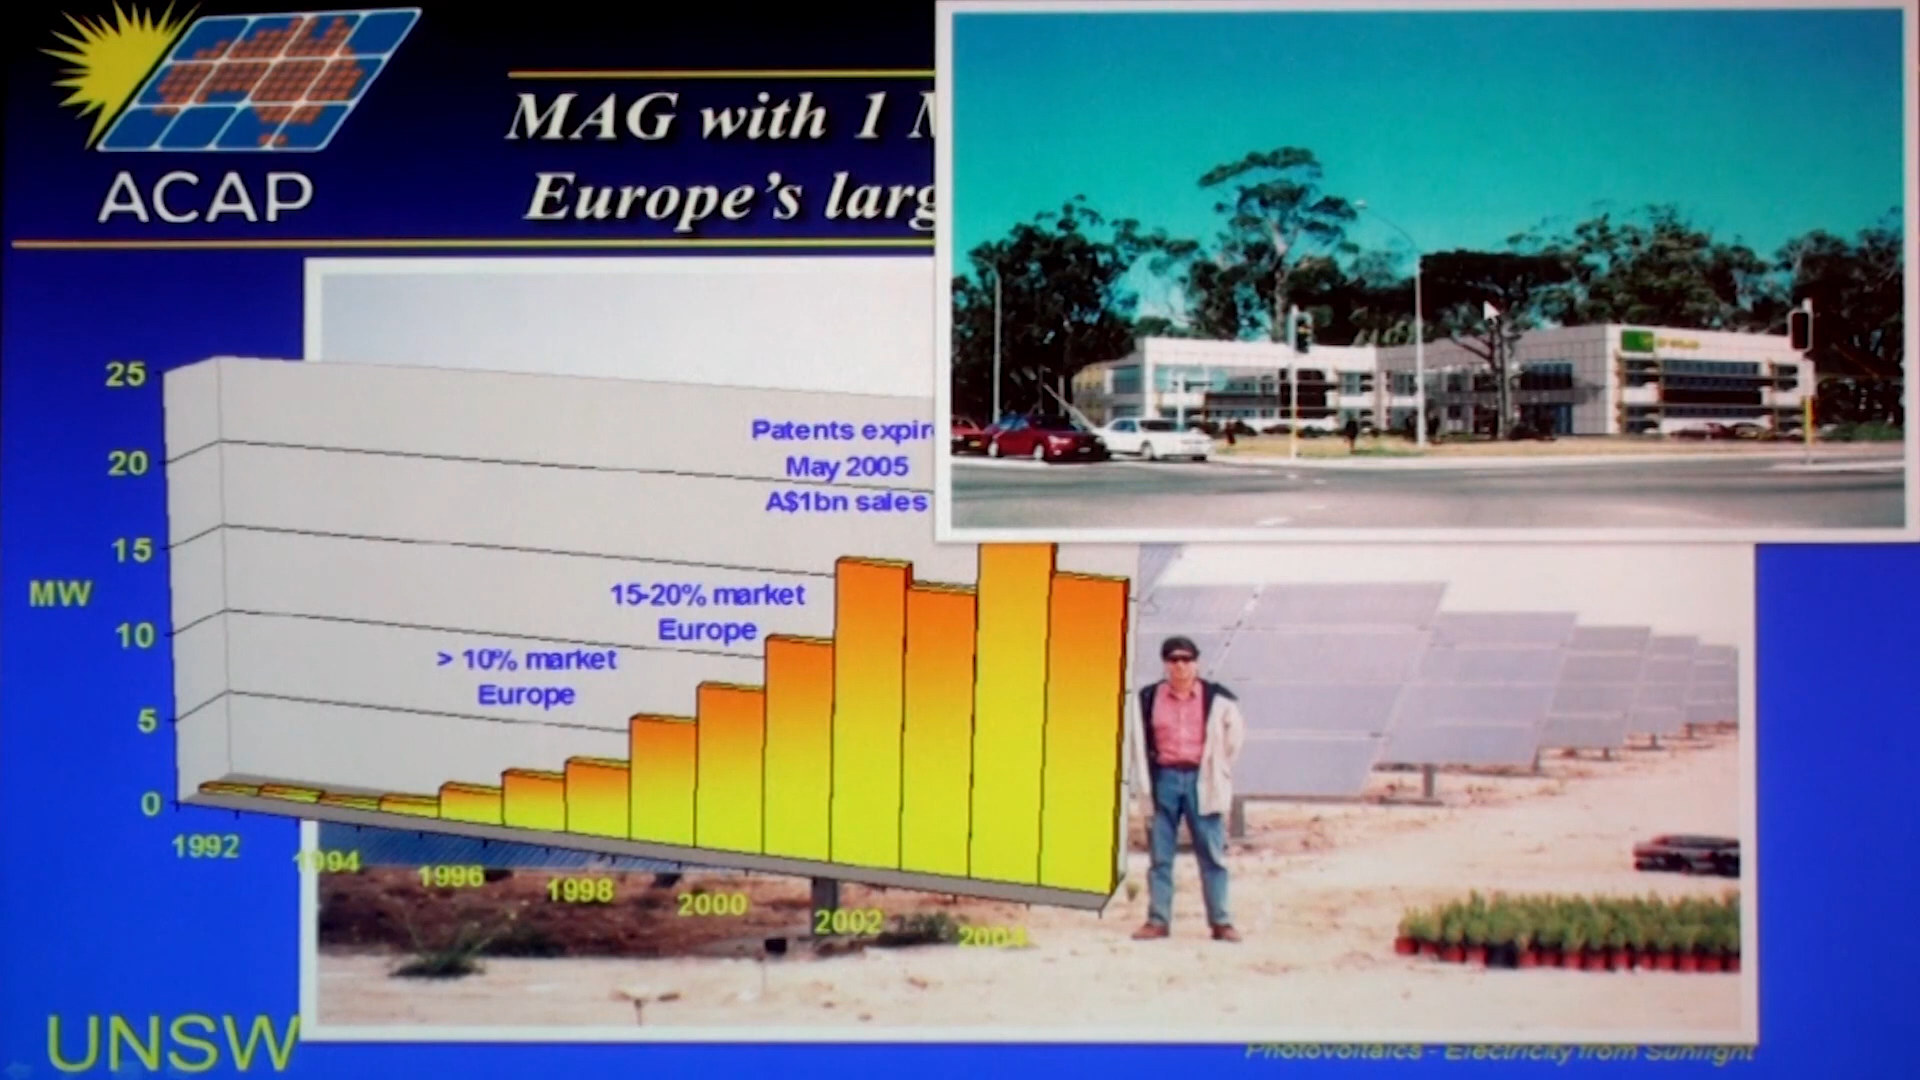 ACAP
MAG with 1 M
Europe's larg
25
20
15
10
5
0
MW
Patents expir
May 2005
A$1bn sales
15-20% market
Europe
> 10% market
Europe
1992
1994
1996
1998
2000
2002
2004
UNSW
Photovoltaics - Electricity from Sunlight